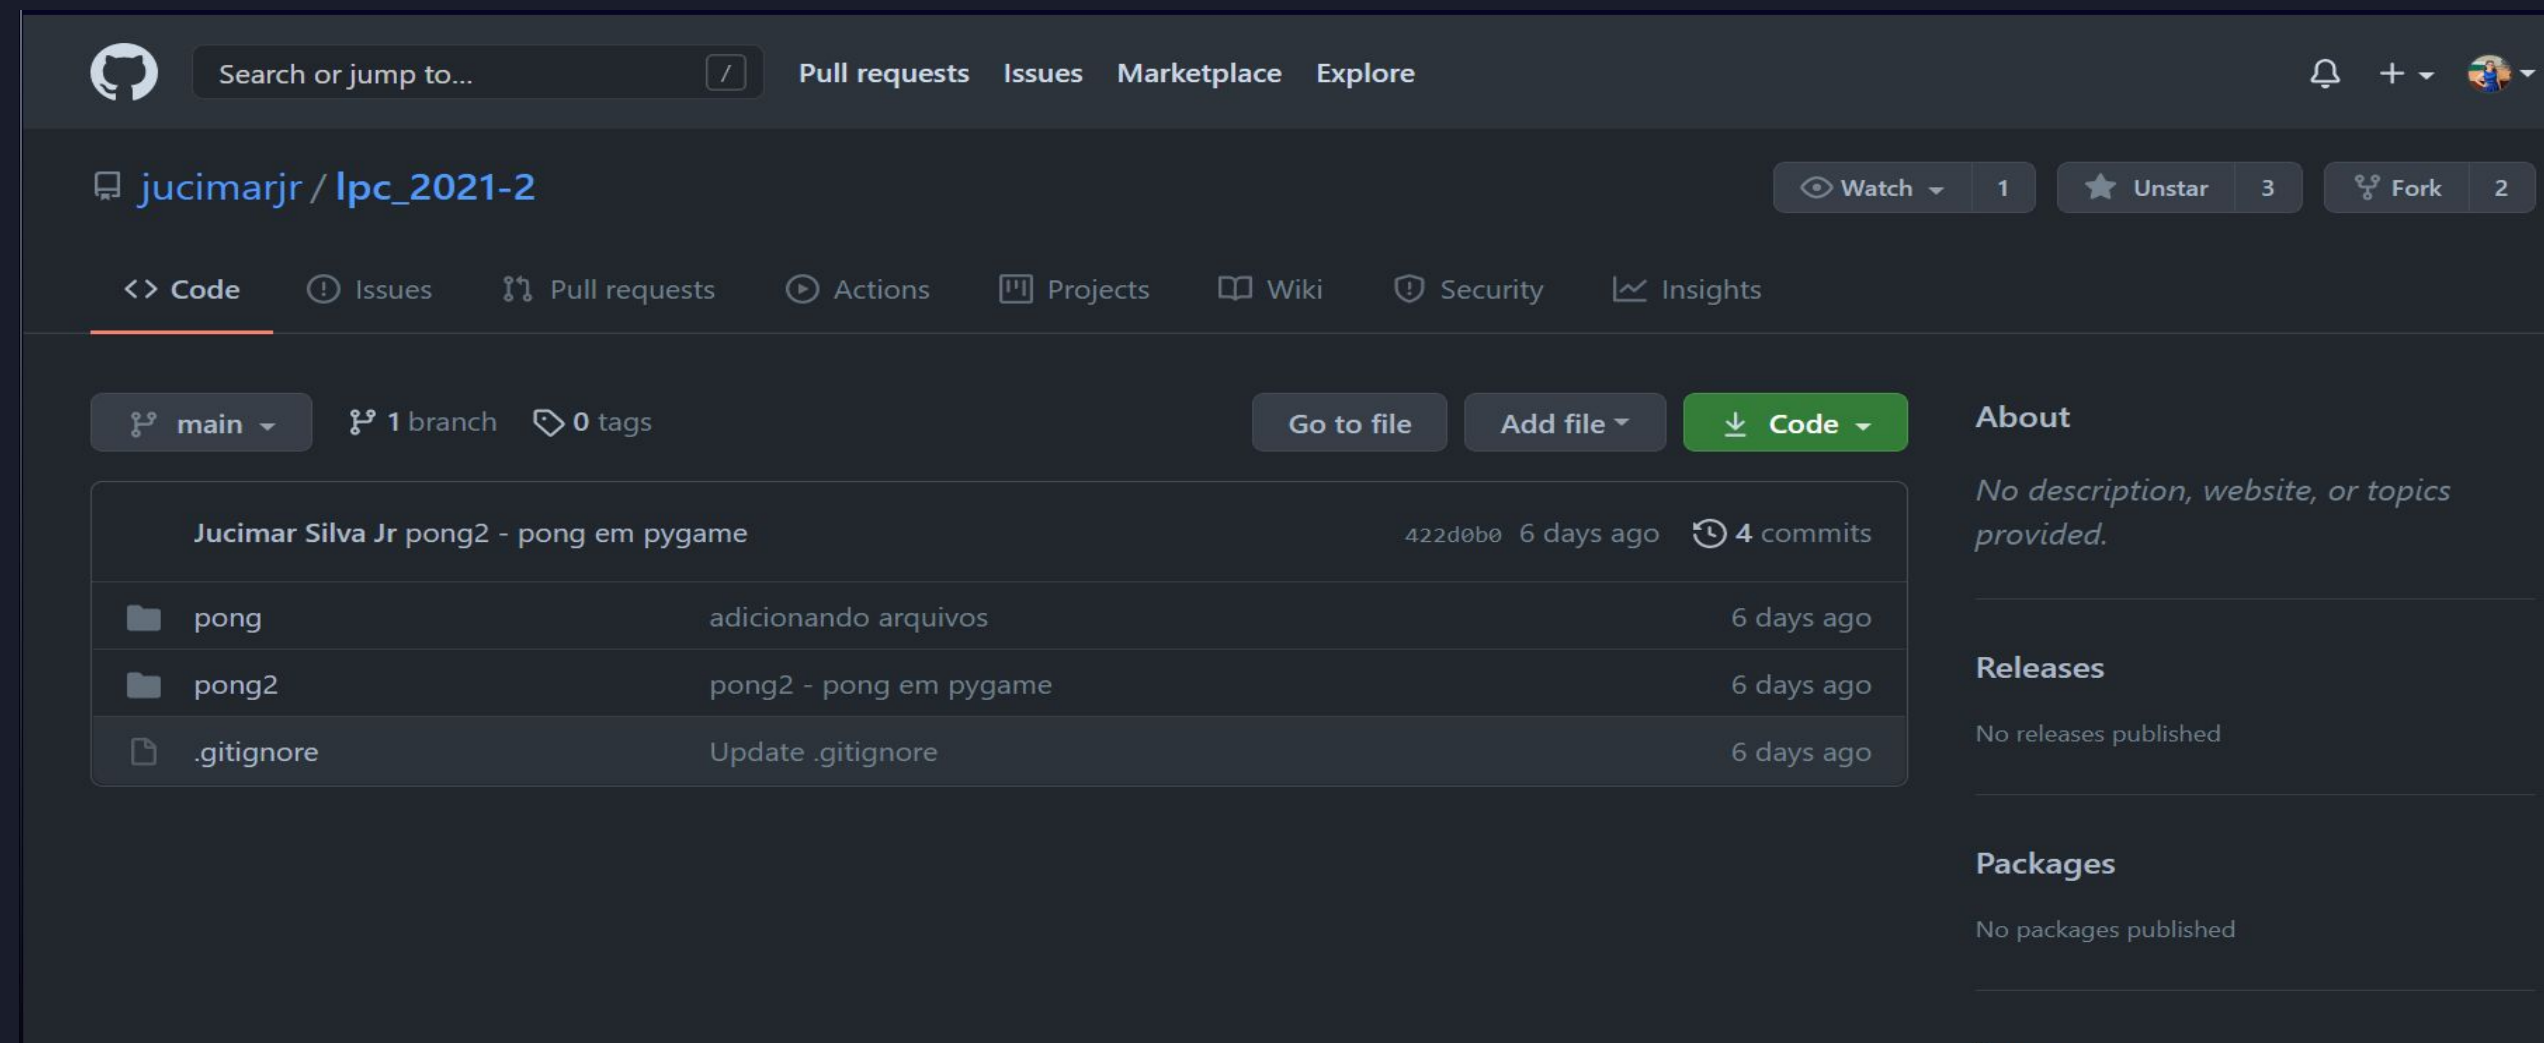 Search or jump to... / Pull requests Issues Marketplace Explore
jucimarjr / lpc_2021-2 Watch 1 Unstar 3 Fork 2
<> Code Issues Pull requests Actions Projects Wiki Security Insights
main 1 branch 0 tags Go to file Add file Code
Jucimar Silva Jr pong2 - pong em pygame 422d0b0 6 days ago 4 commits
pong adicionando arquivos 6 days ago
pong2 pong2 - pong em pygame 6 days ago
.gitignore Update .gitignore 6 days ago
About
No description, website, or topics
provided.
Releases
No releases published
Packages
No packages published